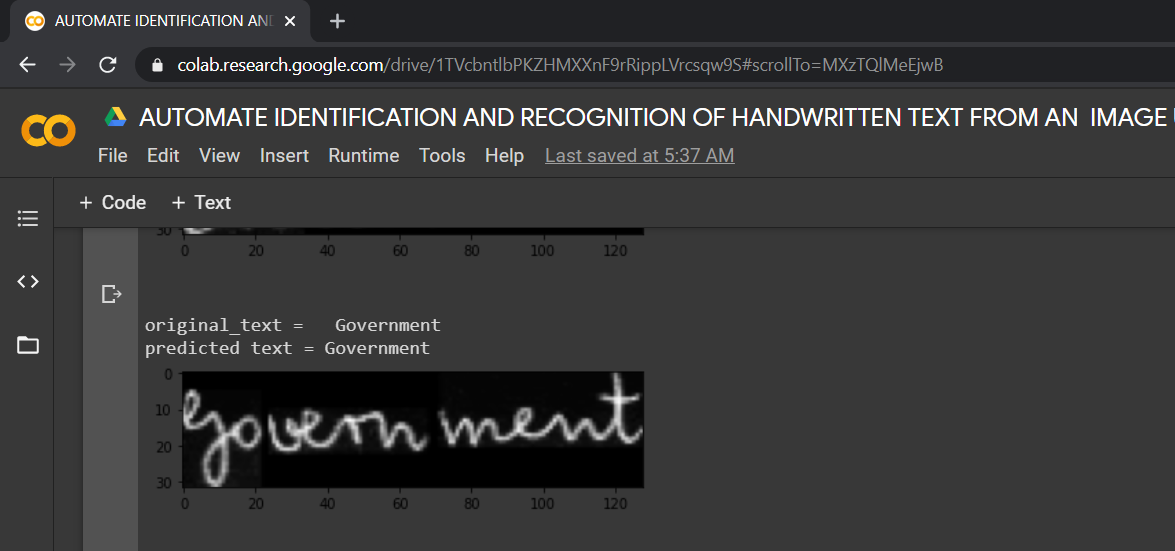 AUTOMATE IDENTIFICATION AN
colab.research.google.com/drive/1TVcbntlbPKZHMXXnF9rRippLVrcsqw9S#scrollTo=MXzTQlMeEjwB
CO
AUTOMATE IDENTIFICATION AND RECOGNITION OF HANDWRITTEN TEXT FROM AN IMAGE
File Edit View Insert Runtime Tools Help Last saved at 5:37 AM
+ Code + Text
30
0 20 40 60 80 100 120
original_text = Government
predicted text = Government
0
10
20
30
Government
0 20 40 60 80 100 120